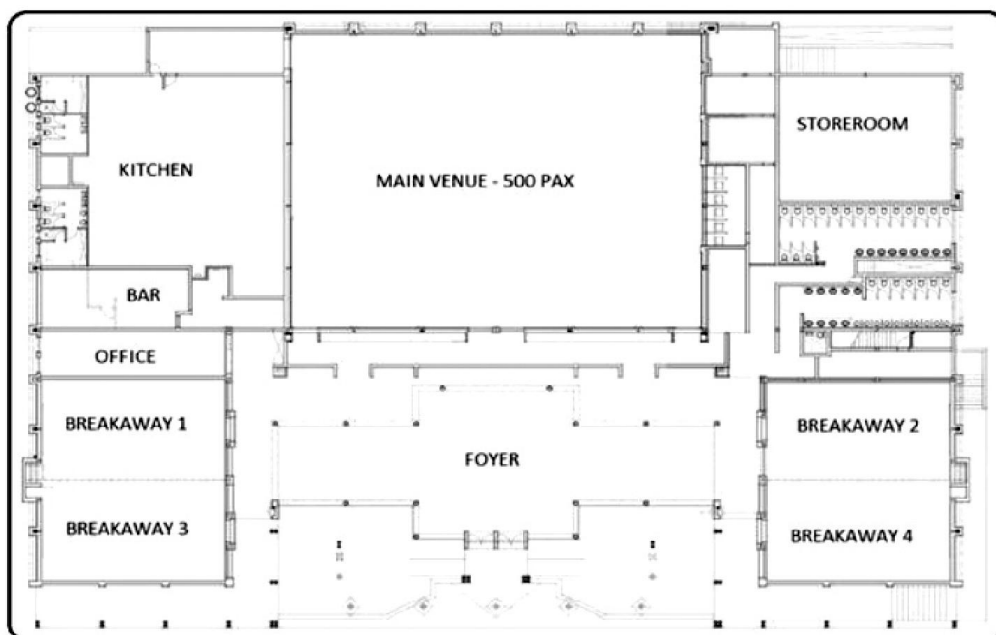 STOREROOM
KITCHEN
MAIN VENUE - 500 PAX
BAR
OFFICE
BREAKAWAY 1
BREAKAWAY 2
FOYER
BREAKAWAY 3
BREAKAWAY 4